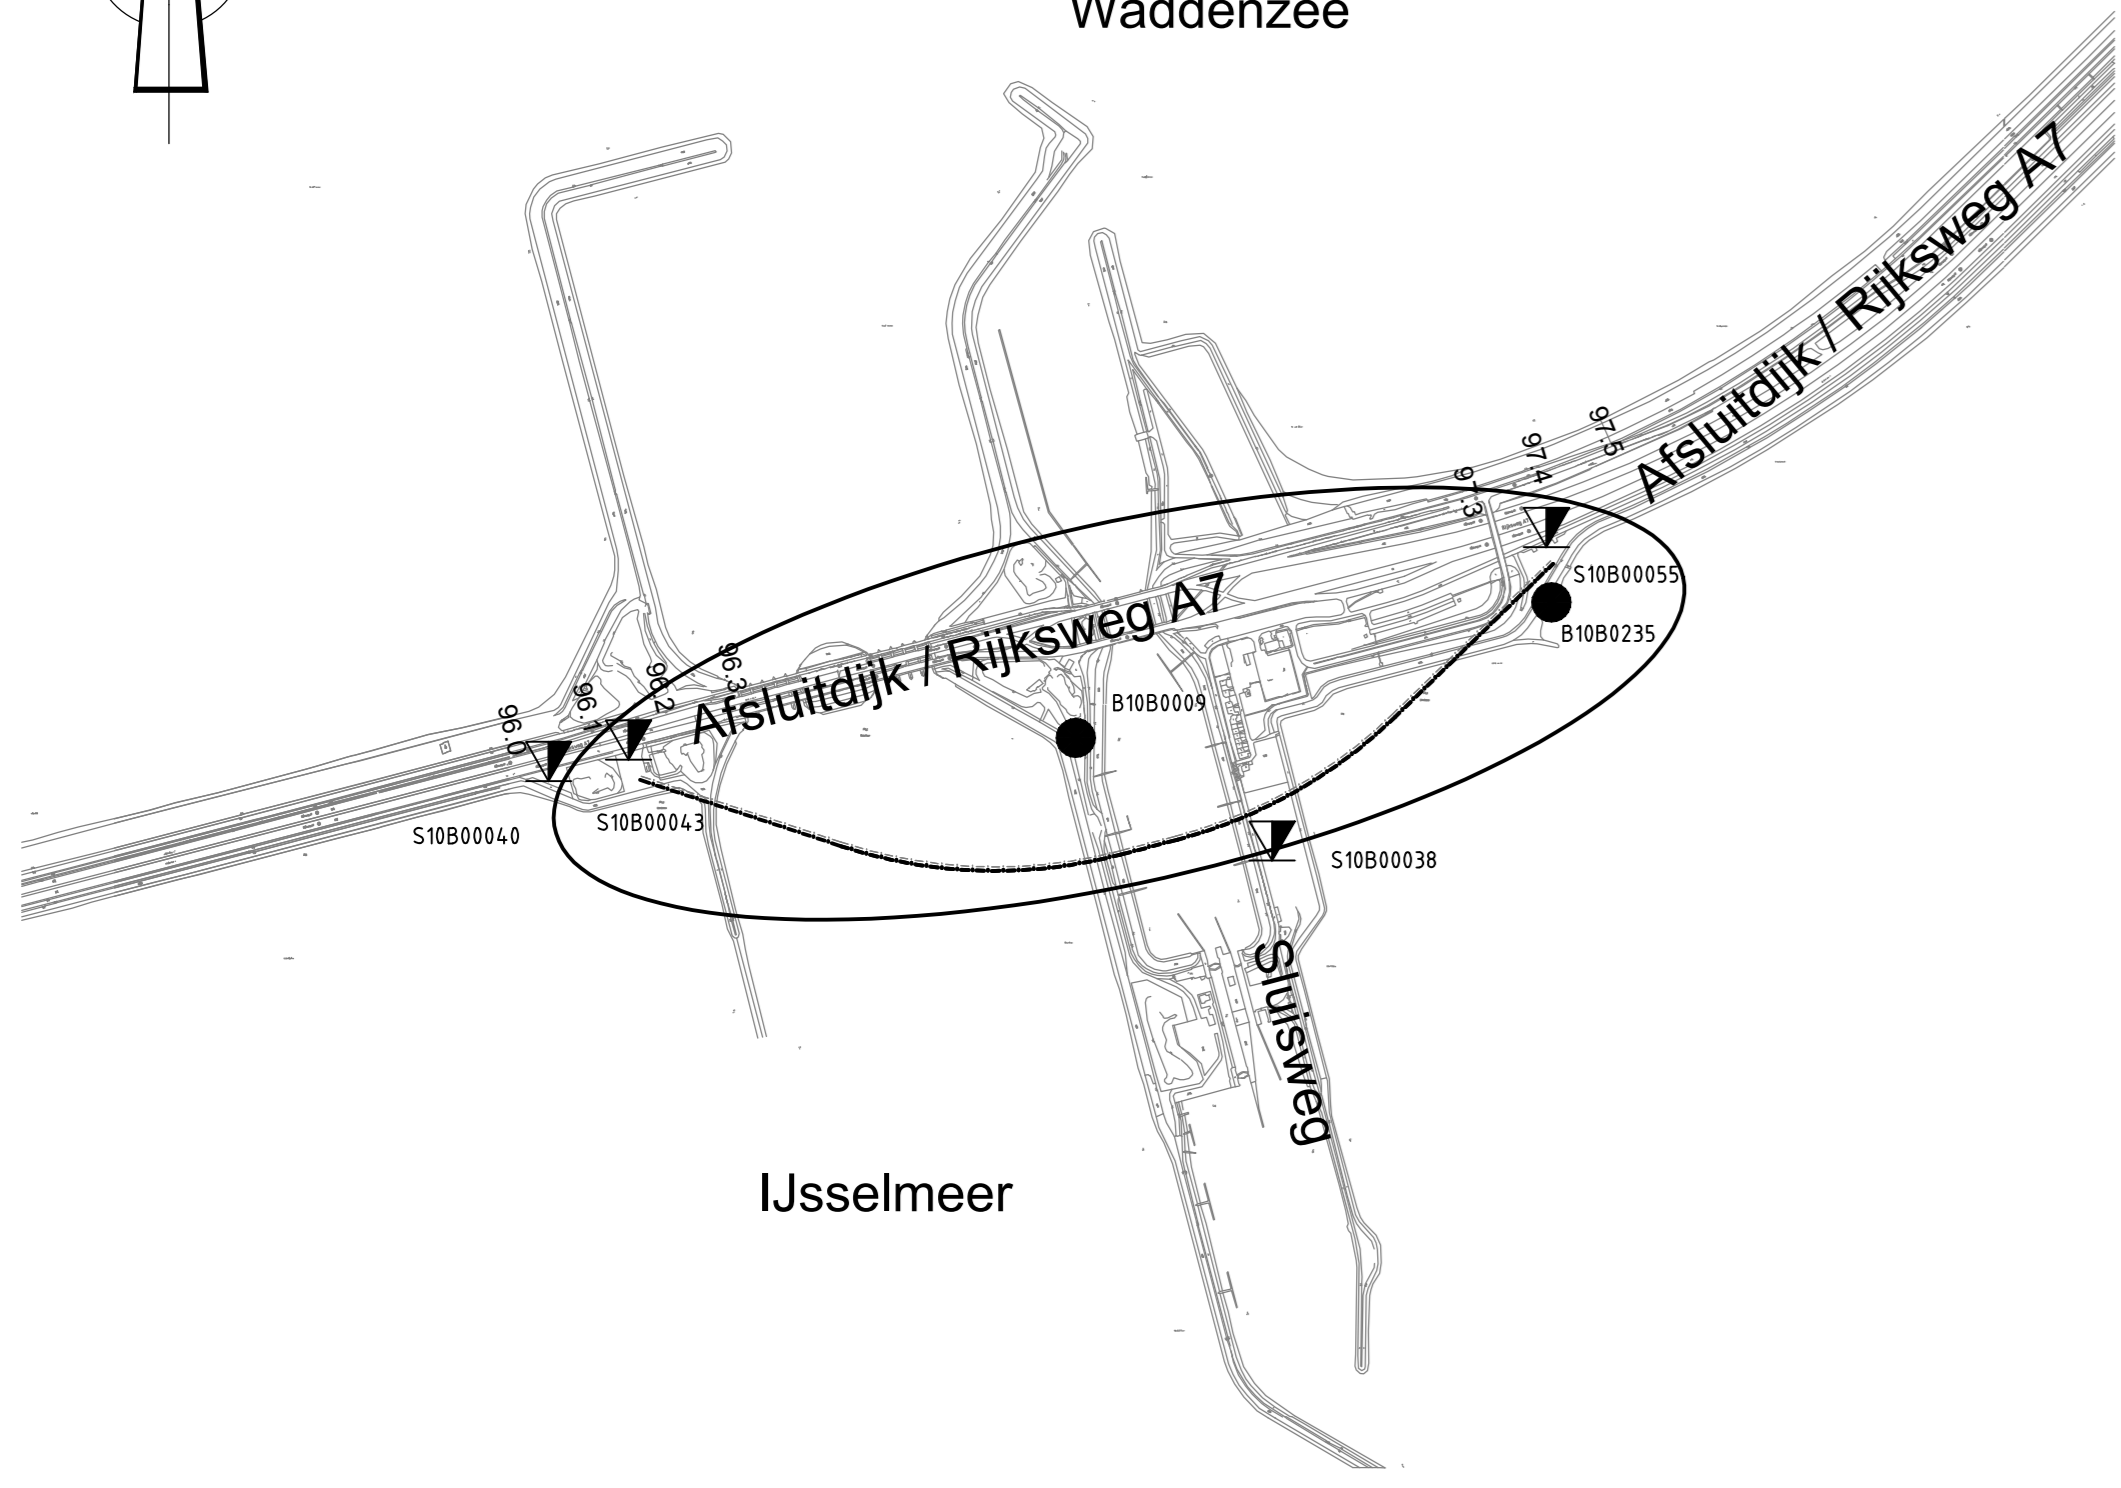 Waddenzee
Afsluitdijk / Rijksweg A7
97.5
97.4
97.3
S10B00055
B10B0235
Afsluitdijk / Rijksweg A7
96.3
96.2
96.1
96.0
B10B0009
S10B00043
S10B00040
S10B00038
Sluisweg
IJsselmeer